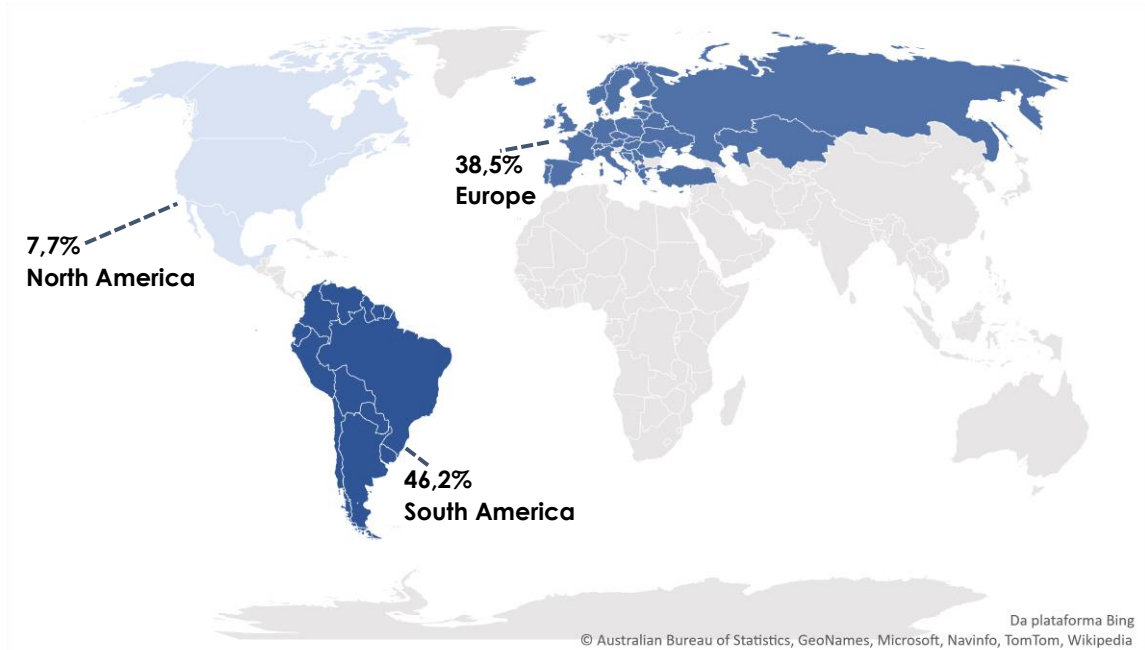 38,5%
Europe
7,7%
North America
46,2%
South America
Da plataforma Bing
© Australian Bureau of Statistics, GeoNames, Microsoft, Navinfo, TomTom, Wikipedia